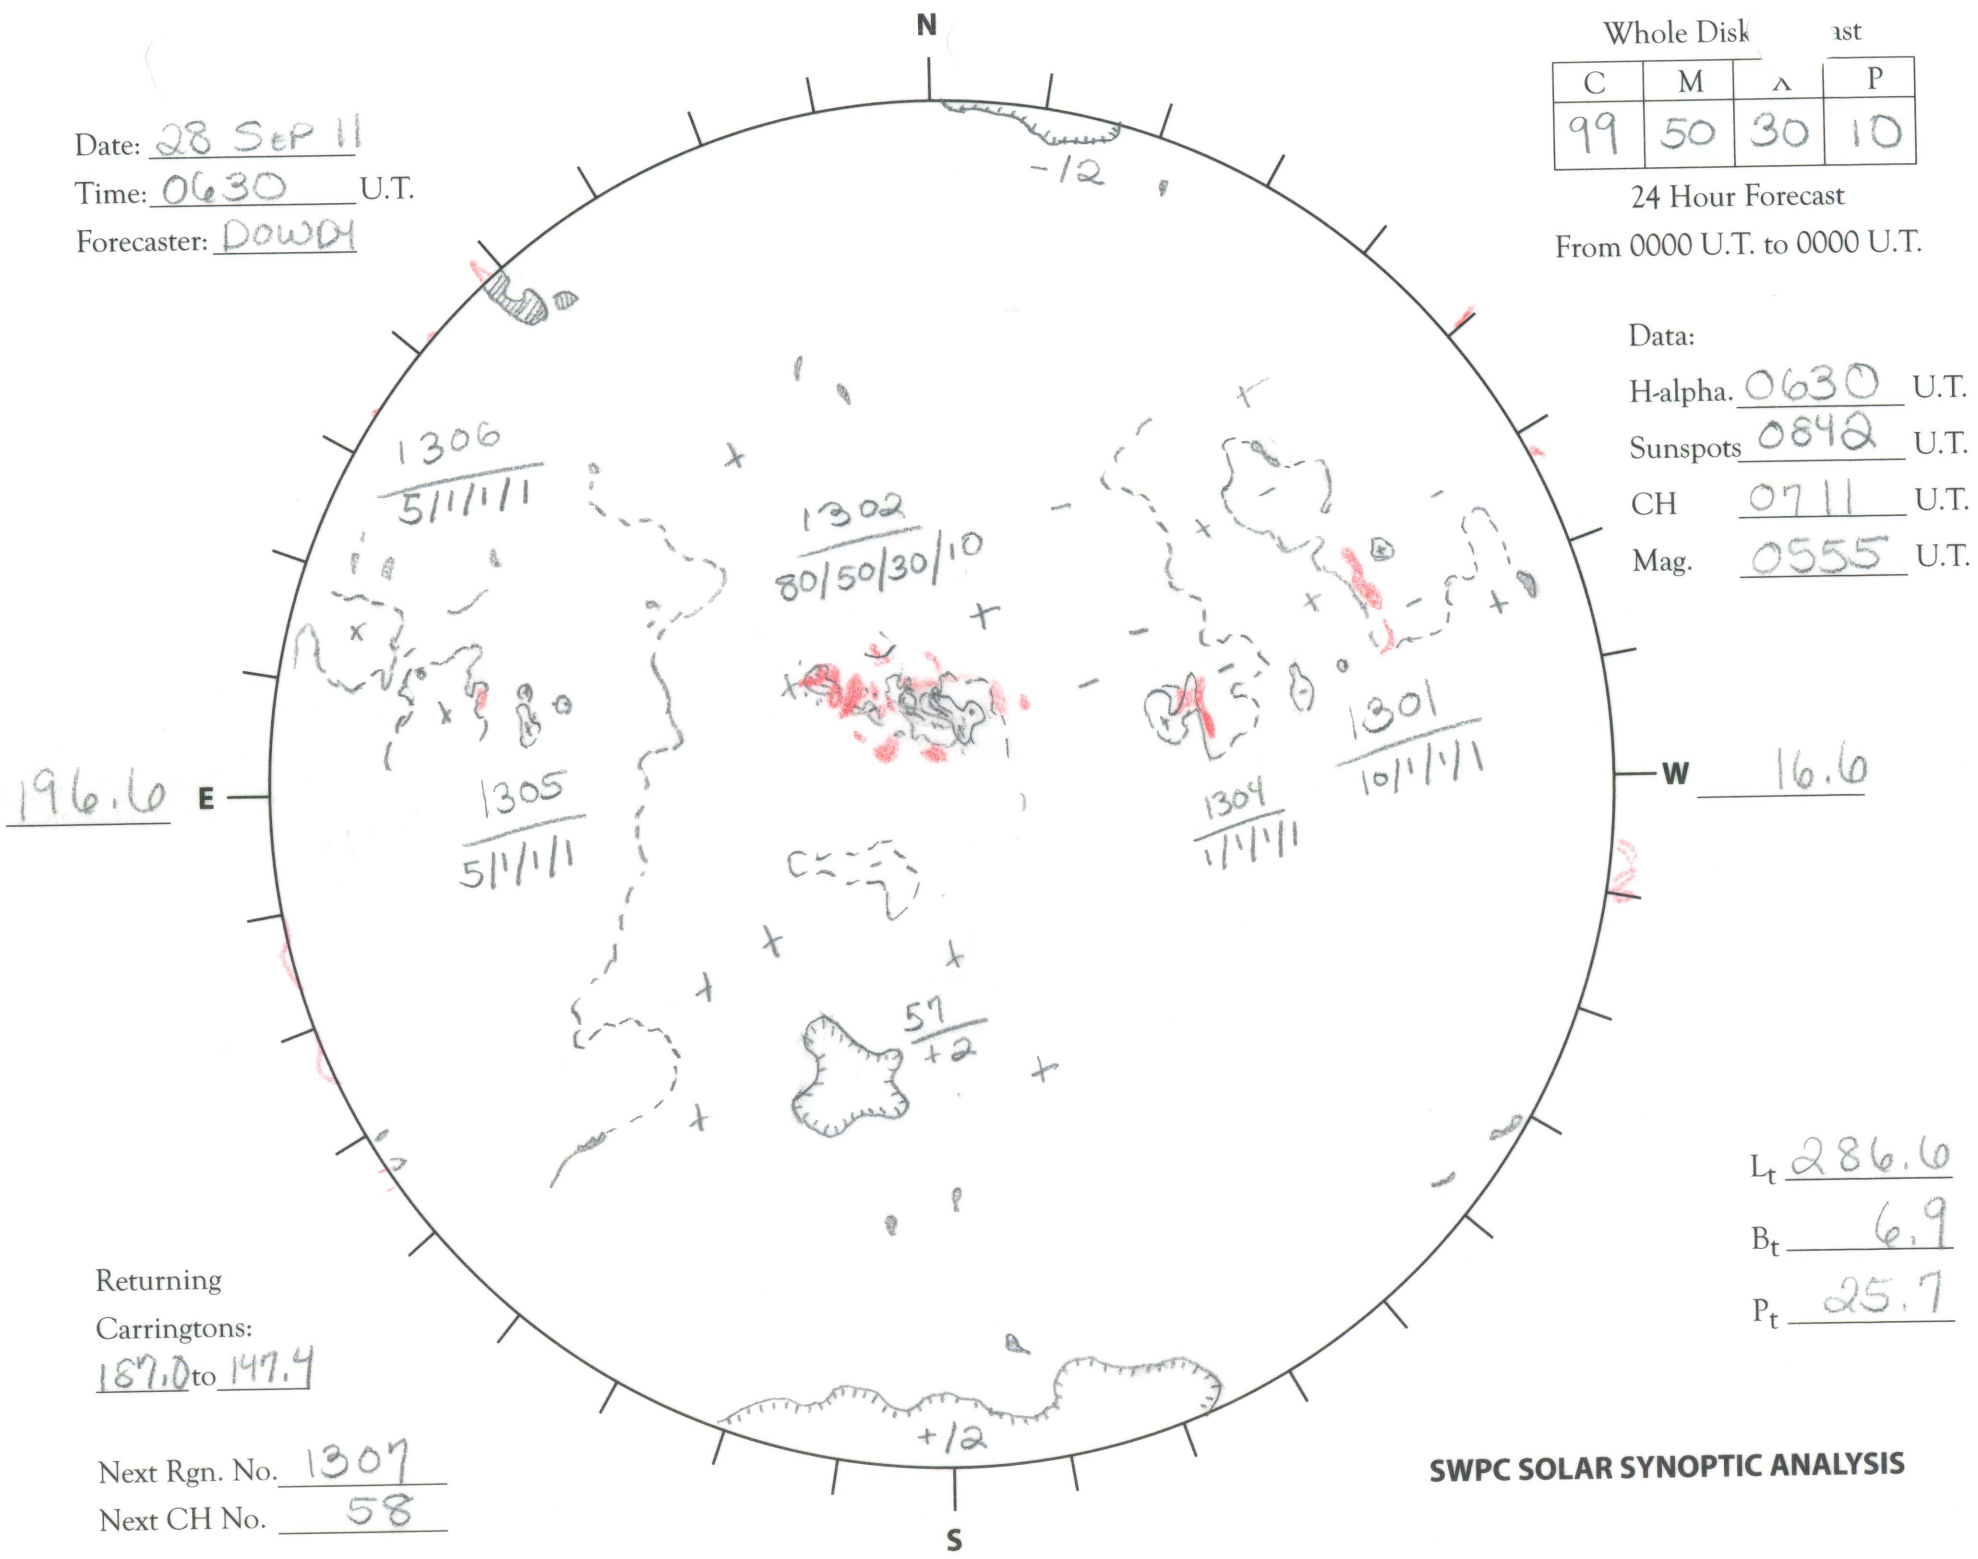 N
Whole Disk ast
C M P
99 50 30 10
24 Hour Forecast
From 0000 U.T. to 0000 U.T.
Date: 28 SEP 11
Time: 0630 U.T.
Forecaster: DOWDY
-12
Data:
H-alpha. 0630 U.T.
Sunspots 0842 U.T.
CH 0711 U.T.
Mag. 0555 U.T.
1306
5/1/1/1
1302
80/50/30/10
1301
10/1/1/1
1304
1/1/1/1
1305
5/1/1/1
196.6 E
W 16.6
57
+2
Lt 286.6
Bt 6.9
Pt 25.7
Returning
Carringtons:
187.0 to 147.4
+12
Next Rgn. No. 1307
Next CH No. 58
SWPC SOLAR SYNOPTIC ANALYSIS
S